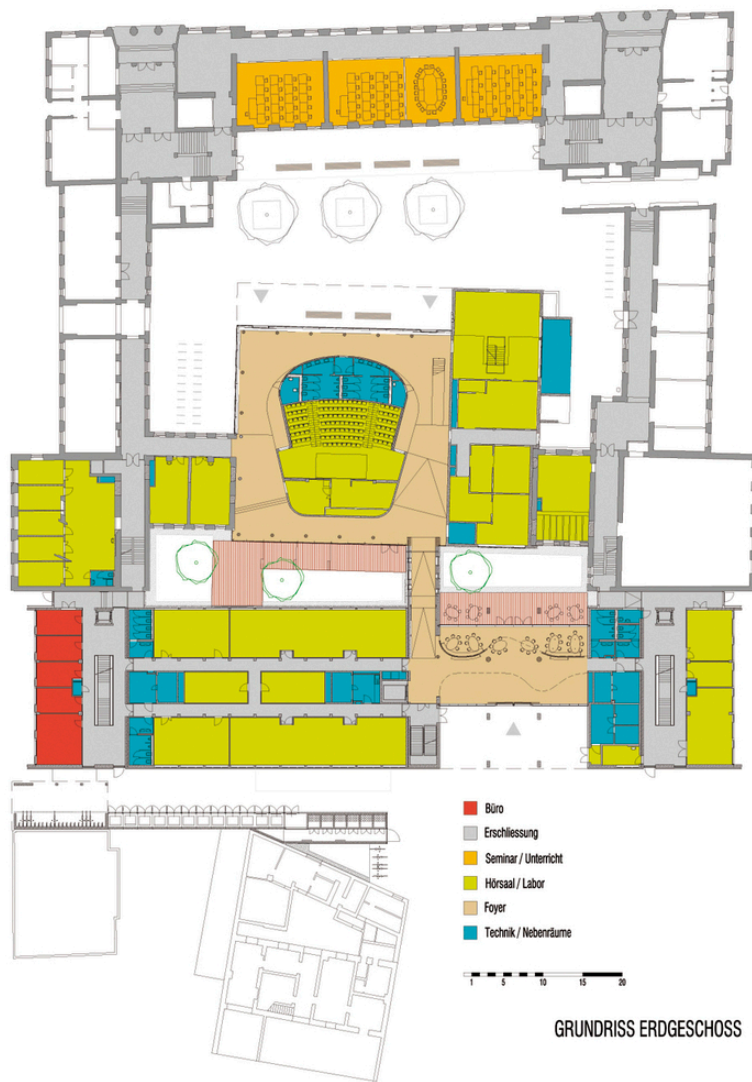 Büro
Erschliessung
Seminar / Unterricht
Hörsaal / Labor
Foyer
Technik / Nebenräume
1 5 10 15 20
GRUNDRISS ERDGESCHOSS